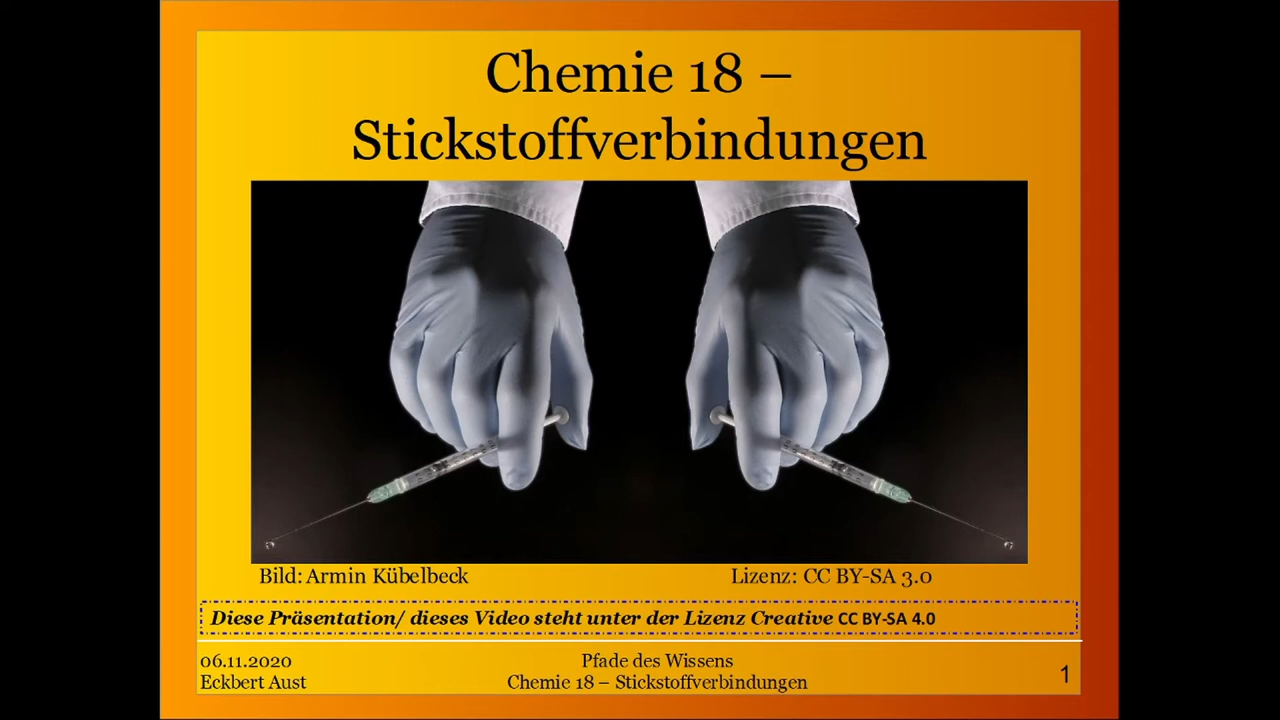 Chemie 18 –
Stickstoffverbindungen
Bild: Armin Kübelbeck
Lizenz: CC BY-SA 3.0
Diese Präsentation/ dieses Video steht unter der Lizenz Creative CC BY-SA 4.0
06.11.2020
Eckbert Aust
Pfade des Wissens
Chemie 18 – Stickstoffverbindungen
1